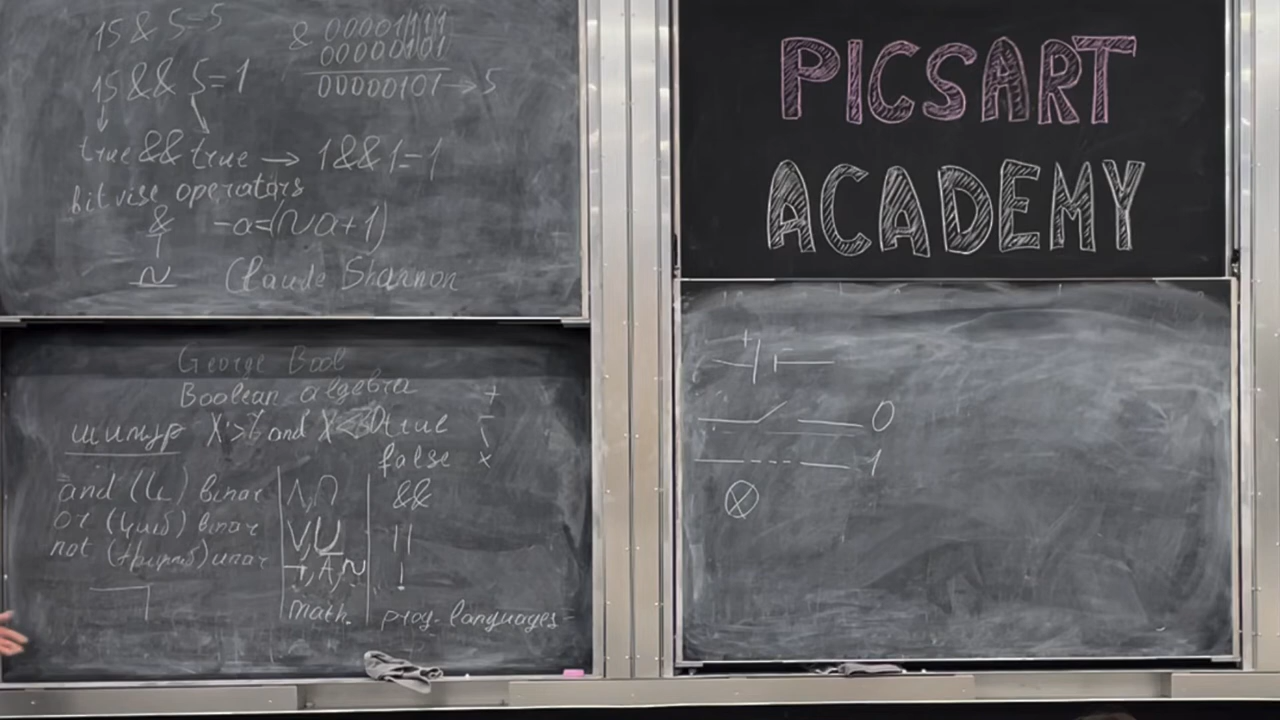 15 & 5=5
& 00001111
00000101
00000101→5
15 && 5=1
true && true → 1&&1=1
bitvise operators
& -a=(~a+1)
~ Claude Shannon
PICSART
ACADEMY
George Bool
Boolean algebra +
X>7 and X<30 true -
false x
and (և) binar ∧,∩ &&
or (կամ) binar ∨,∪ ||
not (ժխտում) unar ¬,Ā,~ !
¬ math. prog. languages
+
0
1